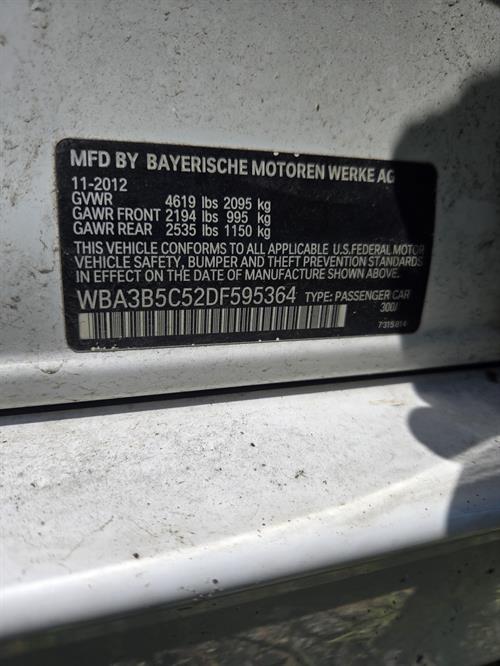 MFD BY BAYERISCHE MOTOREN WERKE AG
11-2012
GVWR 4619 lbs 2095 kg
GAWR FRONT 2194 lbs 995 kg
GAWR REAR 2535 lbs 1150 kg
THIS VEHICLE CONFORMS TO ALL APPLICABLE U.S.FEDERAL MOTOR
VEHICLE SAFETY, BUMPER AND THEFT PREVENTION STANDARDS
IN EFFECT ON THE DATE OF MANUFACTURE SHOWN ABOVE.
WBA3B5C52DF595364 TYPE: PASSENGER CAR
300/
7315814